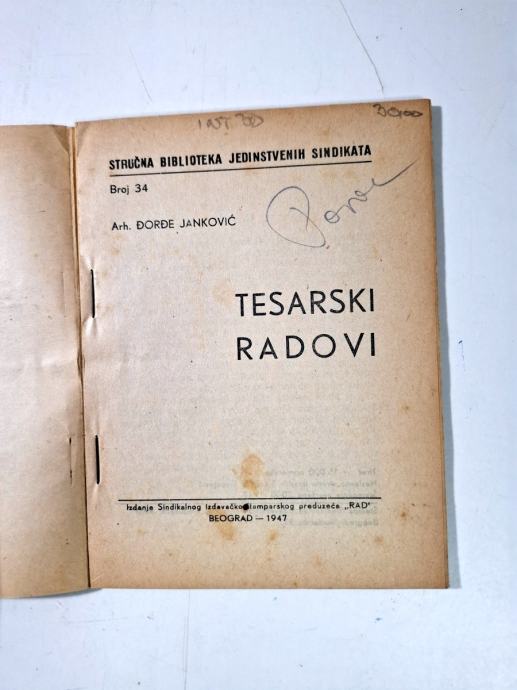 STRUČNA BIBLIOTEKA JEDINSTVENIH SINDIKATA
Broj 34
Arh. ĐORĐE JANKOVIĆ
TESARSKI
RADOVI
Izdanje Sindikalnog Izdavačko štamparskog preduzeća „RAD"
BEOGRAD — 1947